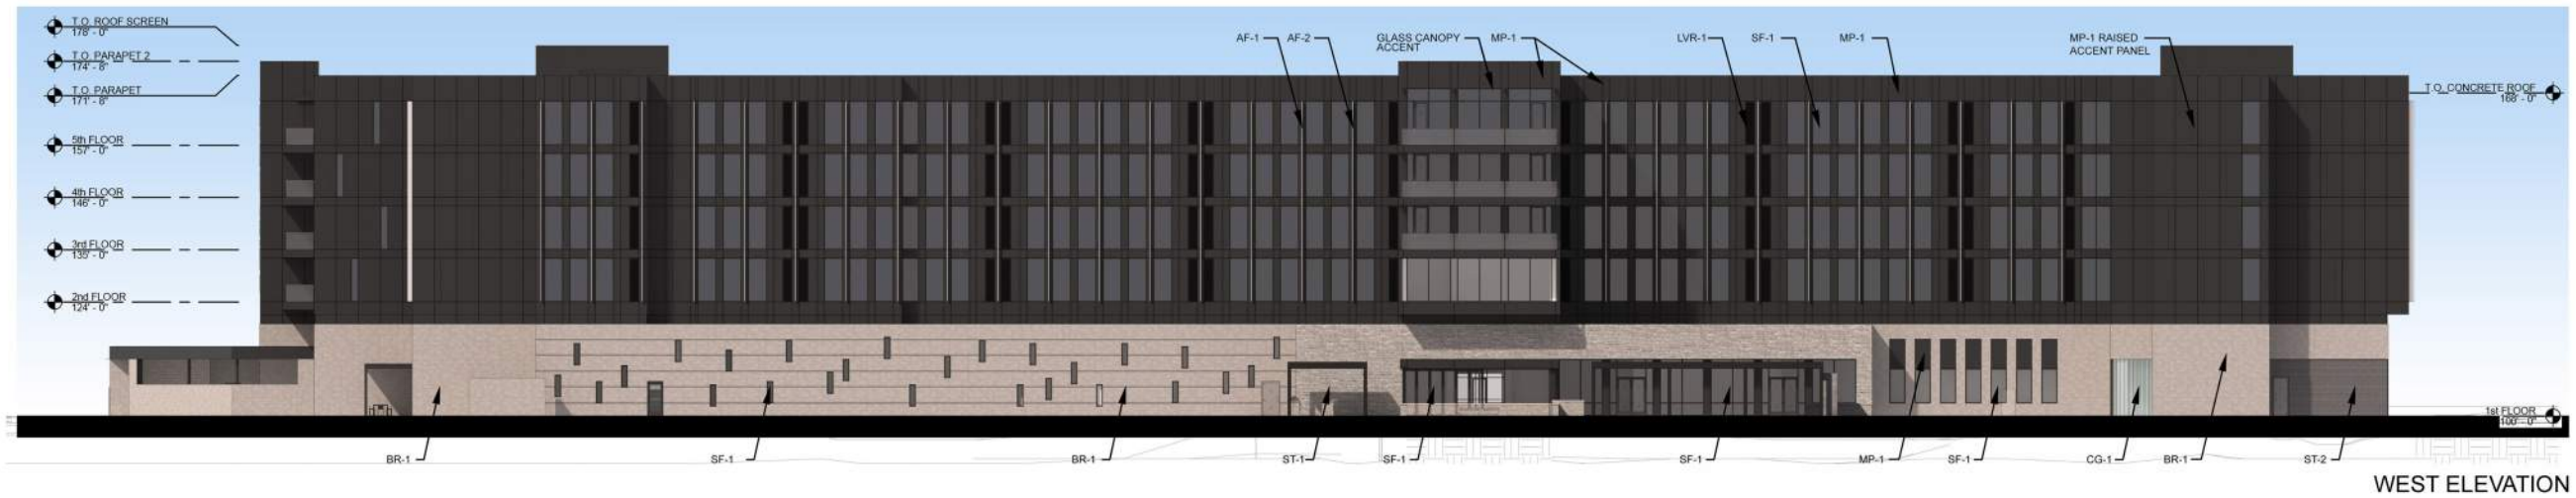 T.O. ROOF SCREEN
178' - 0"
T.O. PARAPET 2
174' - 8"
T.O. PARAPET
171' - 8"
5th FLOOR
157' - 0"
4th FLOOR
146' - 0"
3rd FLOOR
135' - 0"
2nd FLOOR
124' - 0"
AF-1
AF-2
GLASS CANOPY
ACCENT
MP-1
LVR-1
SF-1
MP-1
MP-1 RAISED
ACCENT PANEL
T.O. CONCRETE ROOF
168' - 0"
1st FLOOR
100' - 0"
BR-1
SF-1
BR-1
ST-1
SF-1
SF-1
MP-1
SF-1
CG-1
BR-1
ST-2
WEST ELEVATION